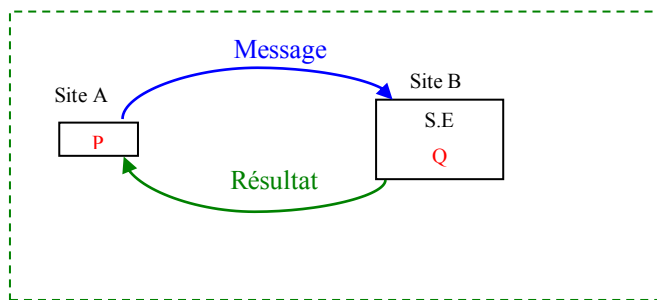 Message
Site A
Site B
P
S.E
Q
Résultat